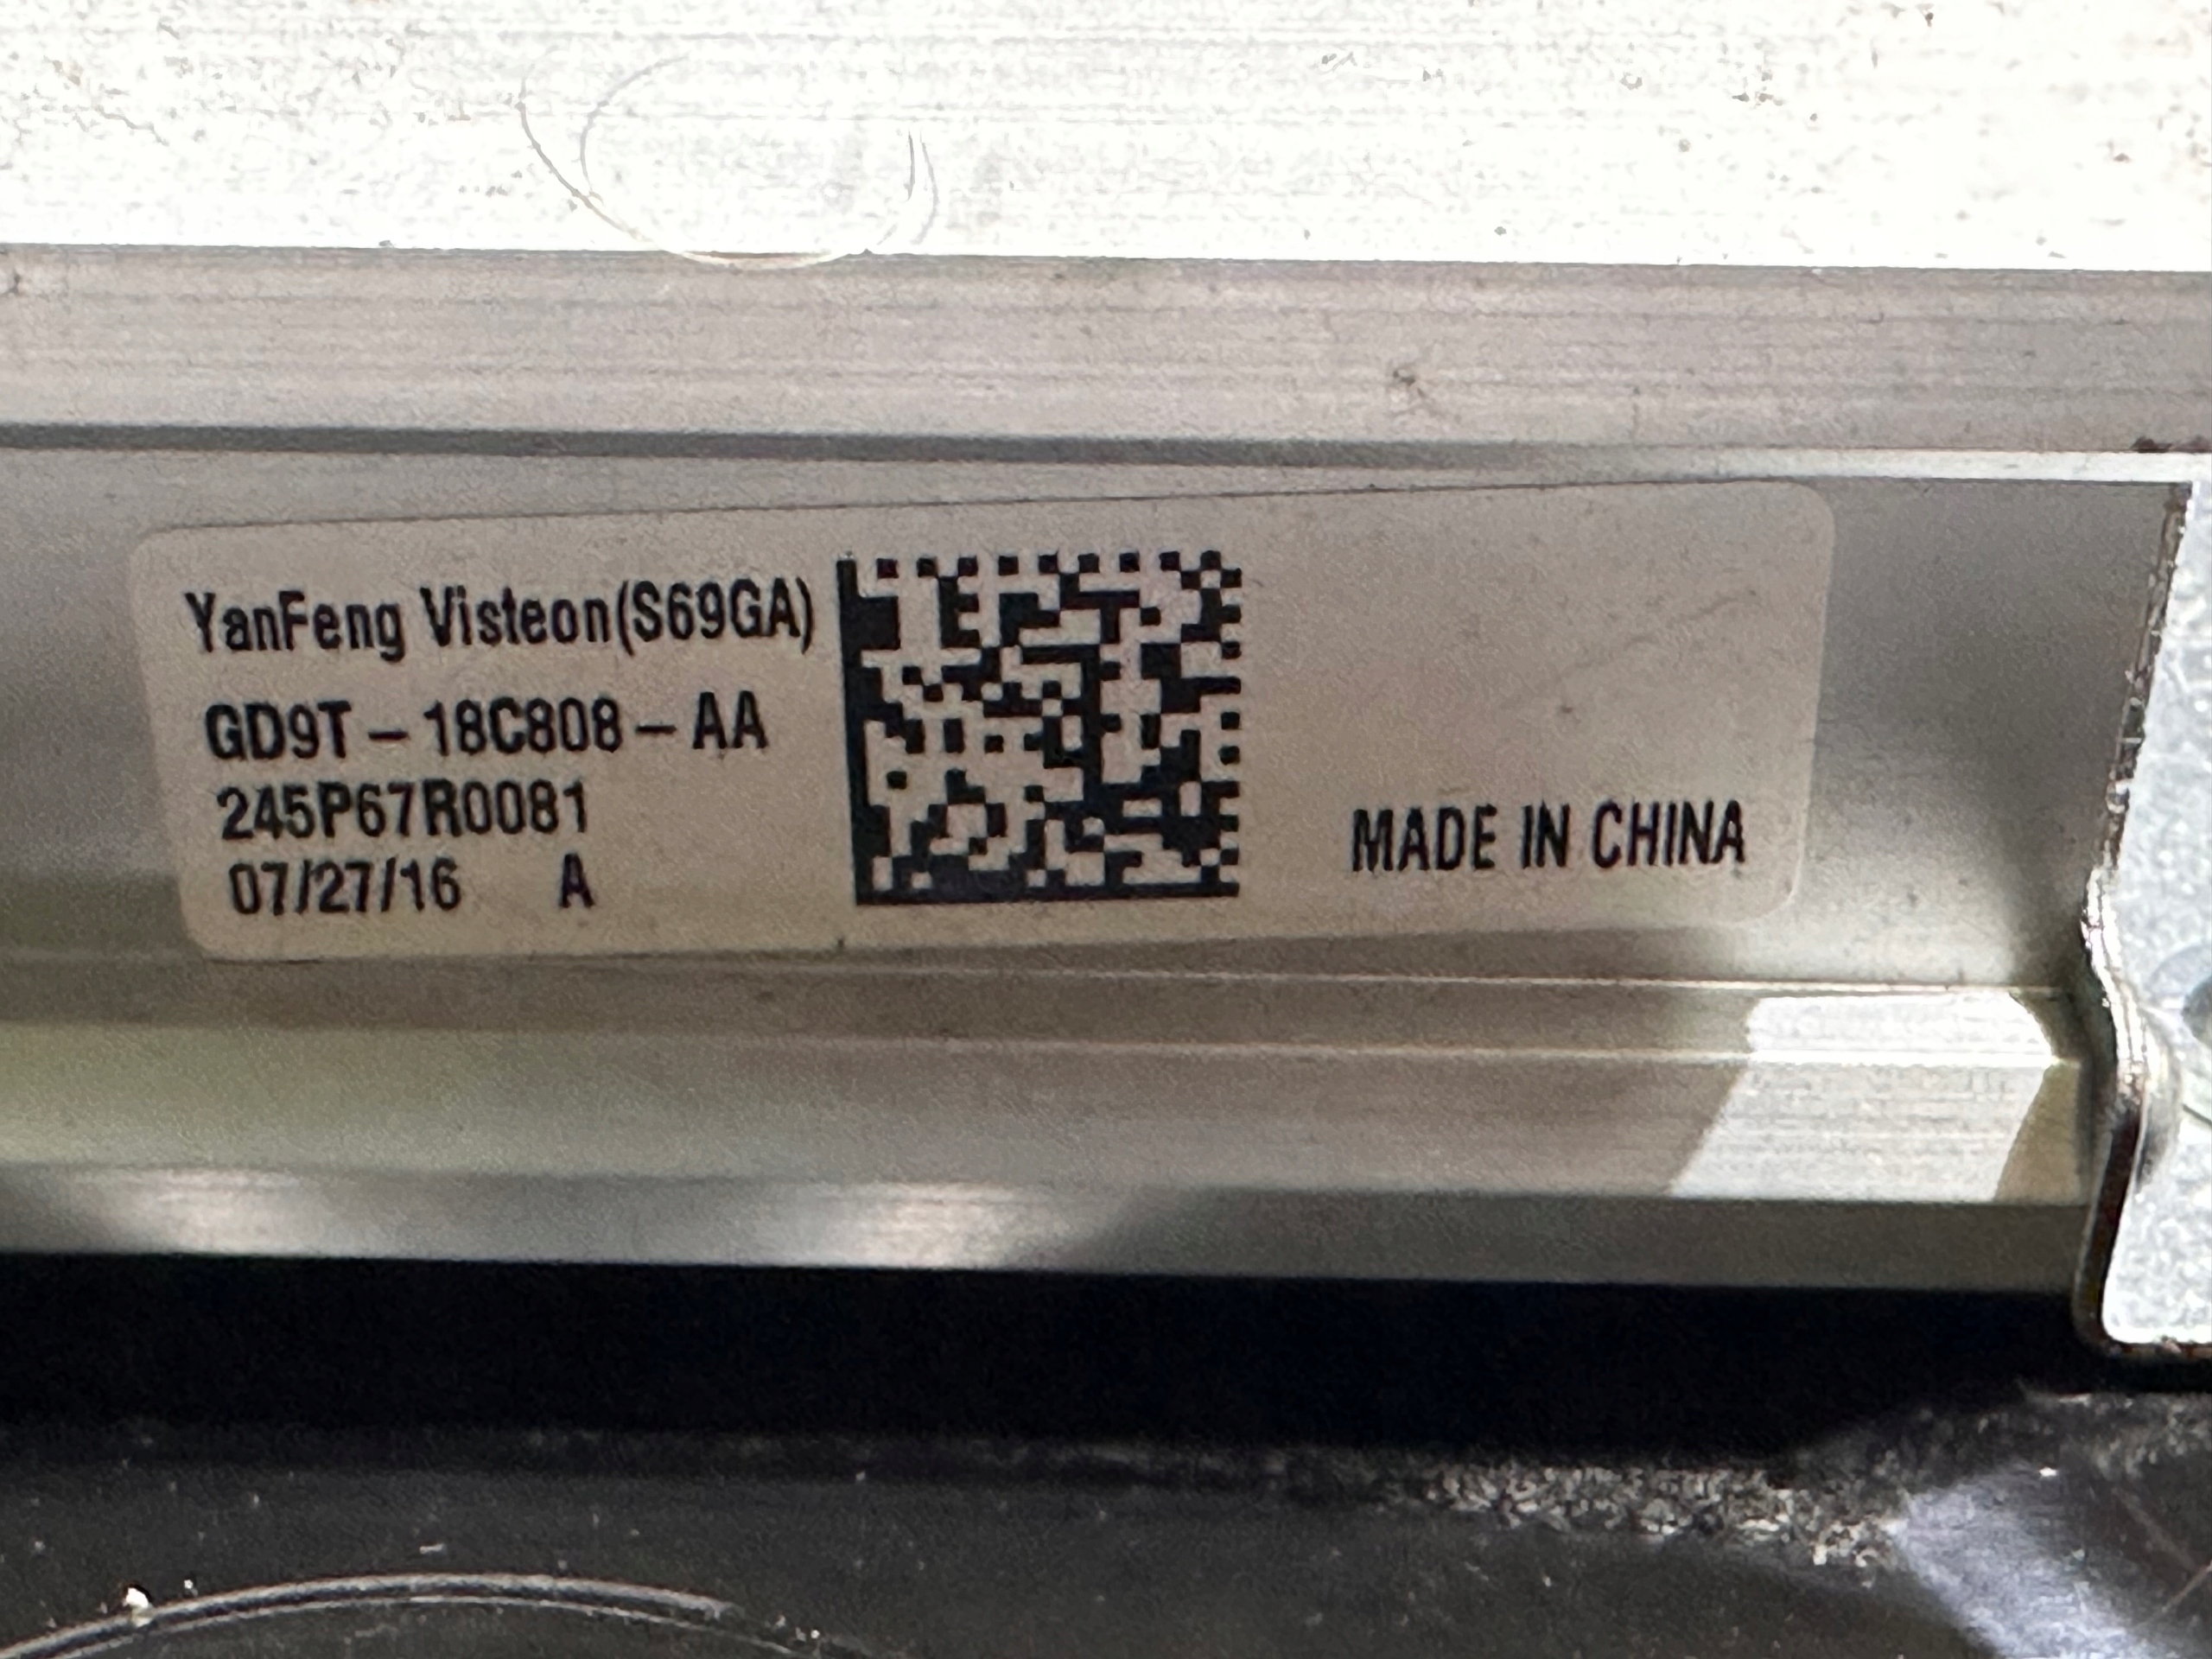 YanFeng Visteon(S69GA)
GD9T-18C808-AA
245P67R0081
07/27/16 A
MADE IN CHINA